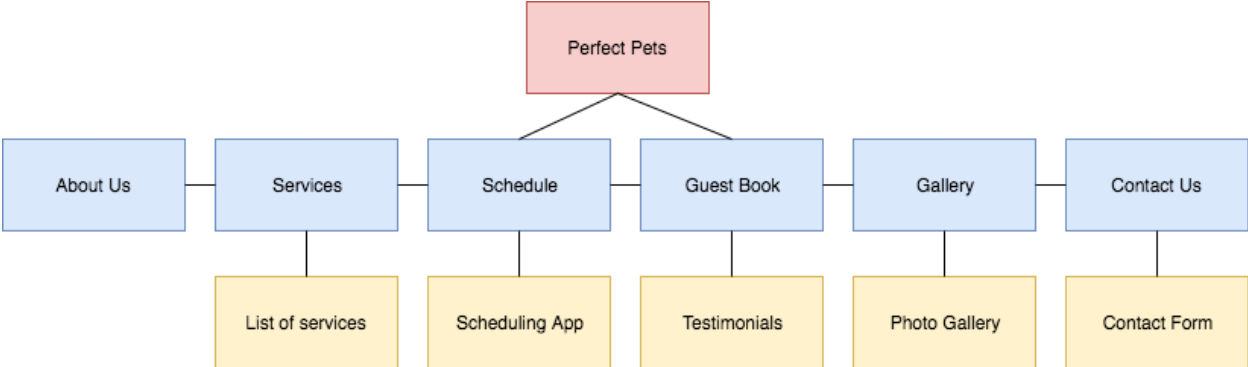 Perfect Pets
About Us
Services
Schedule
Guest Book
Gallery
Contact Us
List of services
Scheduling App
Testimonials
Photo Gallery
Contact Form